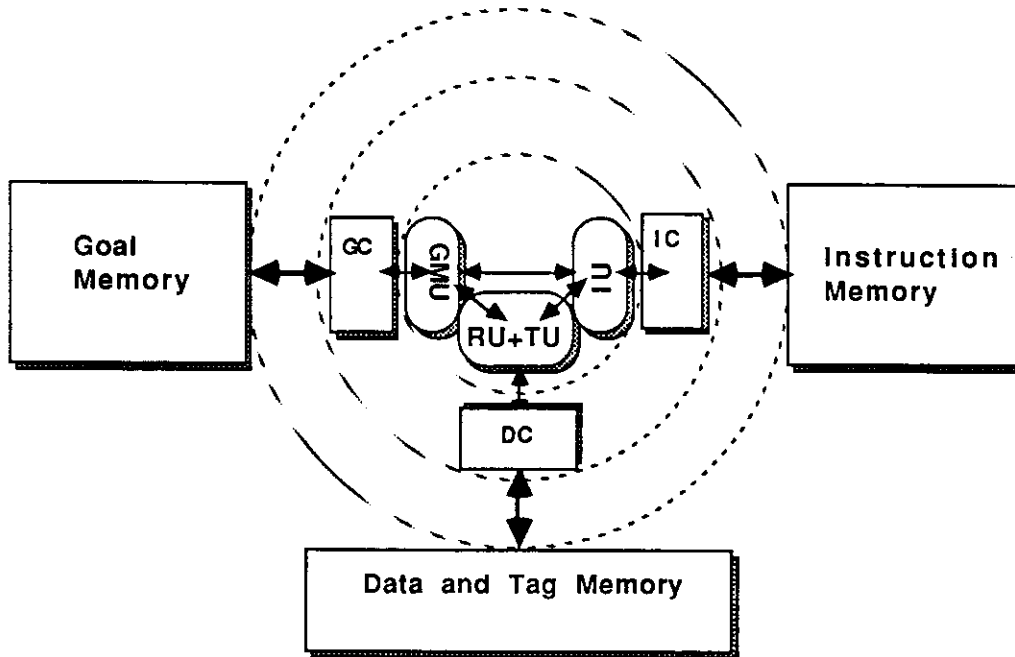 Goal
Memory
GC
GMU
IU
IC
Instruction
Memory
RU+TU
DC
Data and Tag Memory